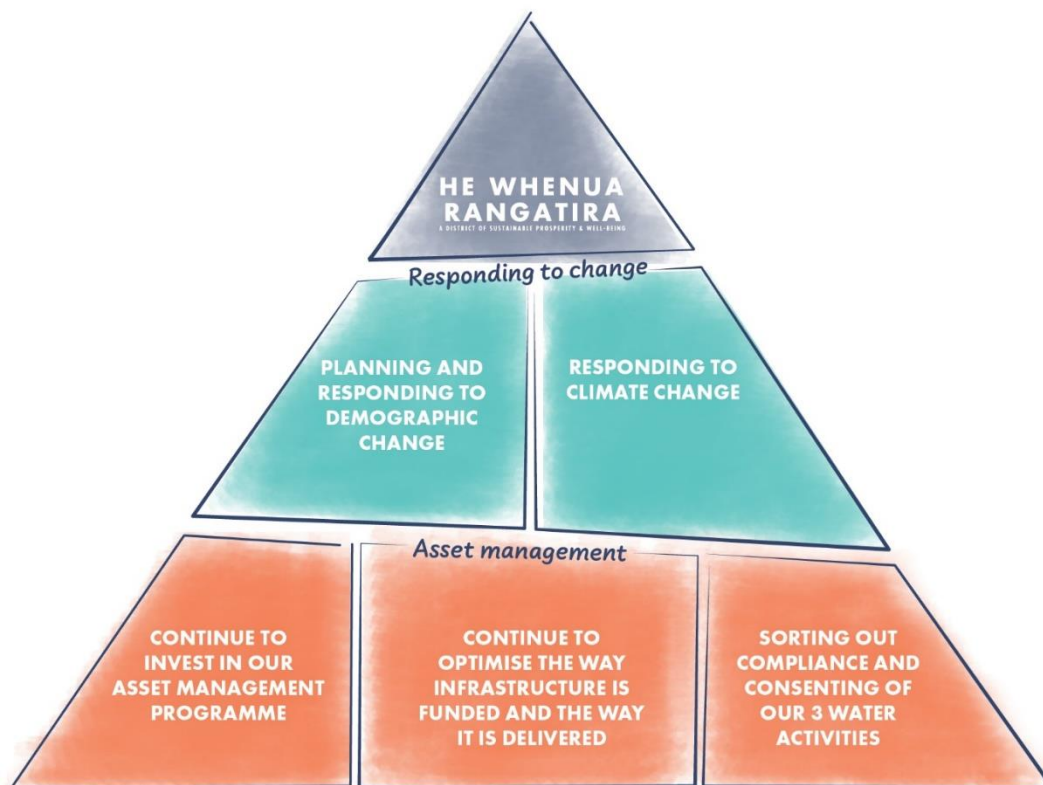 HE WHENUA
RANGATIRA
A DISTRICT OF SUSTAINABLE PROSPERITY & WELL-BEING
Responding to change
PLANNING AND
RESPONDING TO
DEMOGRAPHIC
CHANGE
RESPONDING TO
CLIMATE CHANGE
Asset management
CONTINUE TO
INVEST IN OUR
ASSET MANAGEMENT
PROGRAMME
CONTINUE TO
OPTIMISE THE WAY
INFRASTRUCTURE IS
FUNDED AND THE WAY
IT IS DELIVERED
SORTING OUT
COMPLIANCE AND
CONSENTING OF
OUR 3 WATER
ACTIVITIES